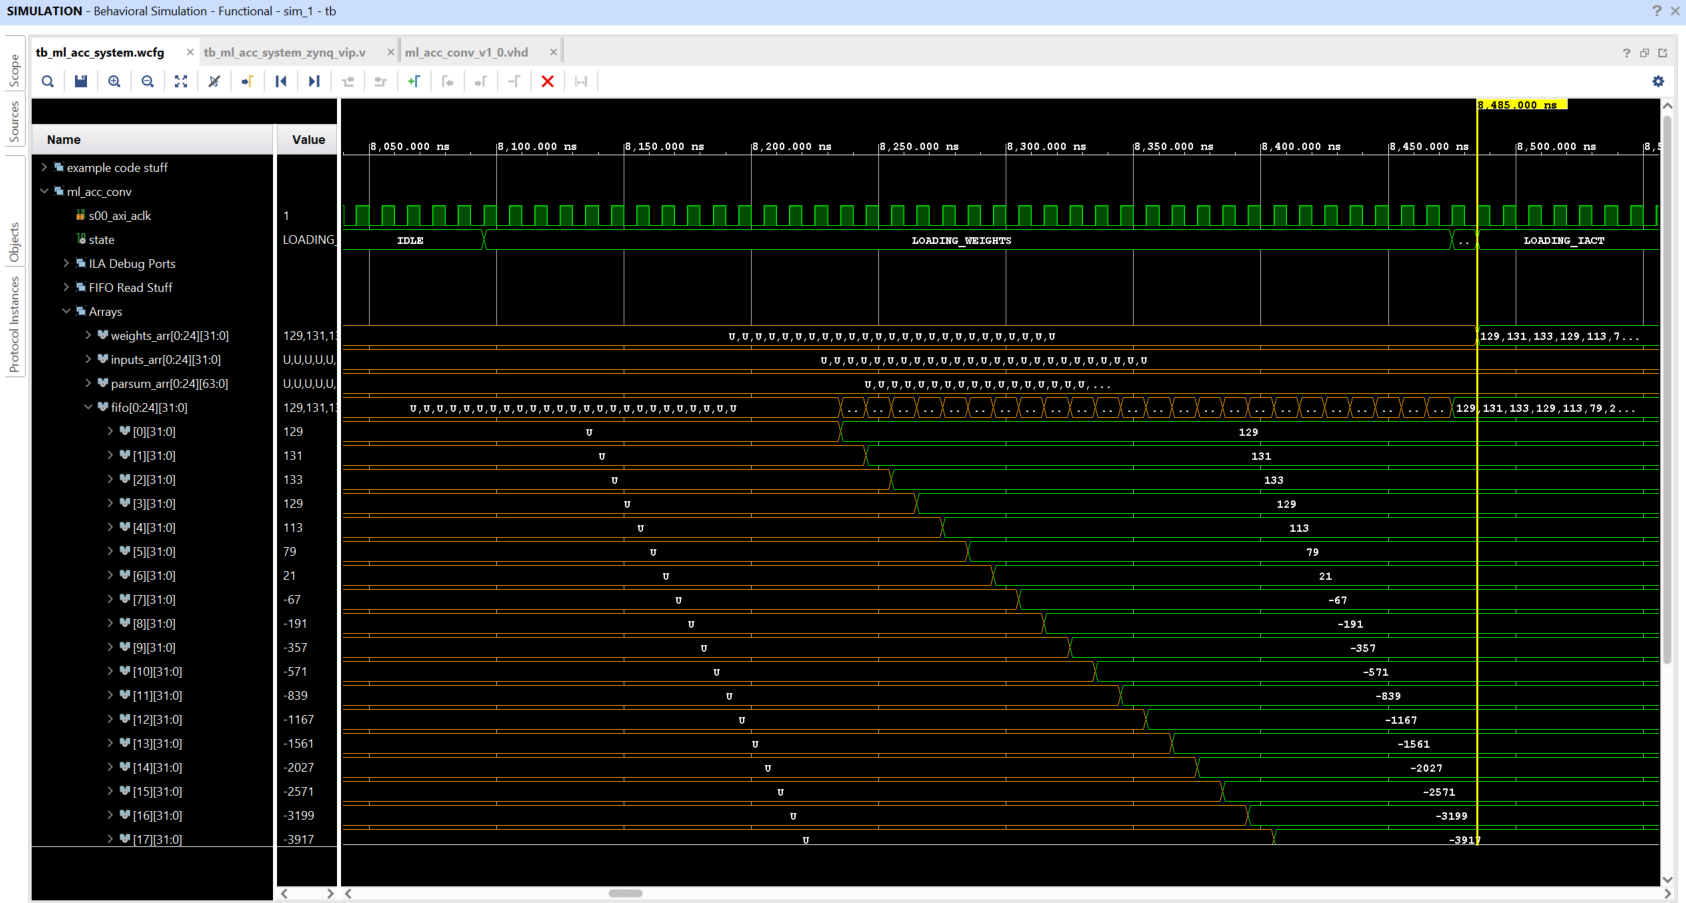 SIMULATION - Behavioral Simulation - Functional - sim_1 - tb
tb_ml_acc_system.wcfg
tb_ml_acc_system_zynq_vip.v
ml_acc_conv_v1_0.vhd
Scope
Sources
Objects
Protocol Instances
8,485.000 ns
Name Value
8,050.000 ns 8,100.000 ns 8,150.000 ns 8,200.000 ns 8,250.000 ns 8,300.000 ns 8,350.000 ns 8,400.000 ns 8,450.000 ns 8,500.000 ns 8,5
example code stuff
ml_acc_conv
s00_axi_aclk 1
state LOADING_ IDLE LOADING_WEIGHTS .. LOADING_IACT
ILA Debug Ports
FIFO Read Stuff
Arrays
weights_arr[0:24][31:0] 129,131,13 U,U,U,U,U,U,U,U,U,U,U,U,U,U,U,U,U,U,U,U,U,U,U,U,U 129,131,133,129,113,7...
inputs_arr[0:24][31:0] U,U,U,U,U, U,U,U,U,U,U,U,U,U,U,U,U,U,U,U,U,U,U,U,U,U
parsum_arr[0:24][63:0] U,U,U,U,U, U,U,U,U,U,U,U,U,U,U,U,U,U,...
fifo[0:24][31:0] 129,131,13 U,U,U,U,U,U,U,U,U,U,U,U,U,U,U,U,U,U,U,U,U,U,U,U,U .. .. .. .. .. .. .. .. .. .. .. .. .. .. .. .. .. .. .. .. .. .. .. .. 129,131,133,129,113,79,2...
[0][31:0] 129 U 129
[1][31:0] 131 U 131
[2][31:0] 133 U 133
[3][31:0] 129 U 129
[4][31:0] 113 U 113
[5][31:0] 79 U 79
[6][31:0] 21 U 21
[7][31:0] -67 U -67
[8][31:0] -191 U -191
[9][31:0] -357 U -357
[10][31:0] -571 U -571
[11][31:0] -839 U -839
[12][31:0] -1167 U -1167
[13][31:0] -1561 U -1561
[14][31:0] -2027 U -2027
[15][31:0] -2571 U -2571
[16][31:0] -3199 U -3199
[17][31:0] -3917 U -3917